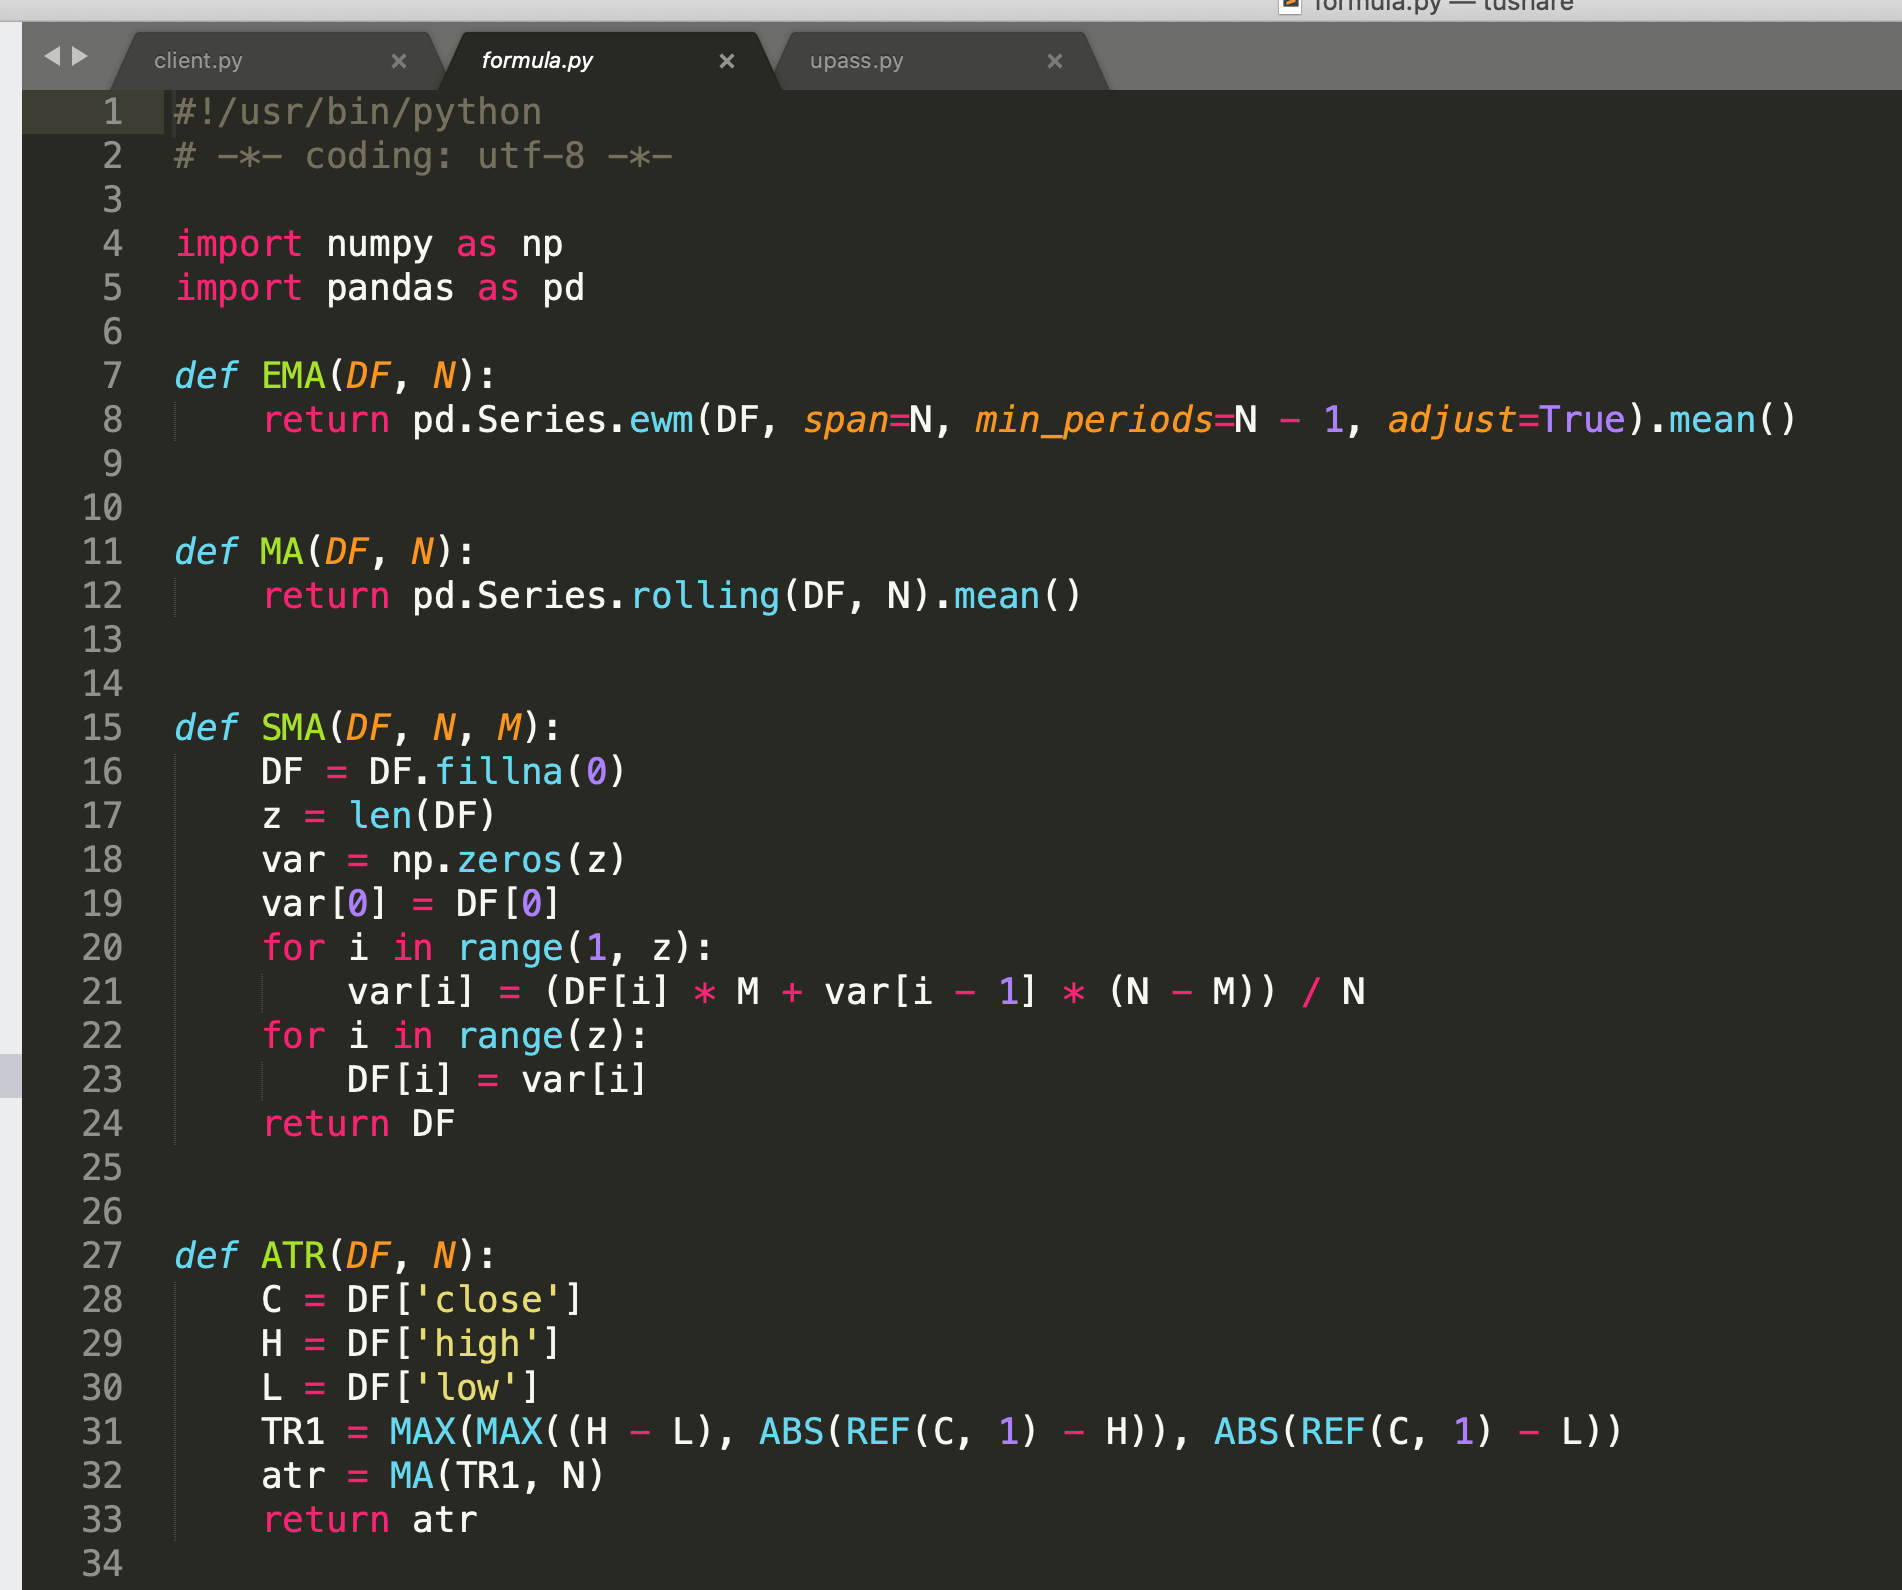 formula.py — tushare
client.py × formula.py × upass.py ×
1 #!/usr/bin/python
2 # -*- coding: utf-8 -*-
3
4 import numpy as np
5 import pandas as pd
6
7 def EMA(DF, N):
8     return pd.Series.ewm(DF, span=N, min_periods=N - 1, adjust=True).mean()
9
10
11 def MA(DF, N):
12     return pd.Series.rolling(DF, N).mean()
13
14
15 def SMA(DF, N, M):
16     DF = DF.fillna(0)
17     z = len(DF)
18     var = np.zeros(z)
19     var[0] = DF[0]
20     for i in range(1, z):
21         var[i] = (DF[i] * M + var[i - 1] * (N - M)) / N
22     for i in range(z):
23         DF[i] = var[i]
24     return DF
25
26
27 def ATR(DF, N):
28     C = DF['close']
29     H = DF['high']
30     L = DF['low']
31     TR1 = MAX(MAX((H - L), ABS(REF(C, 1) - H)), ABS(REF(C, 1) - L))
32     atr = MA(TR1, N)
33     return atr
34